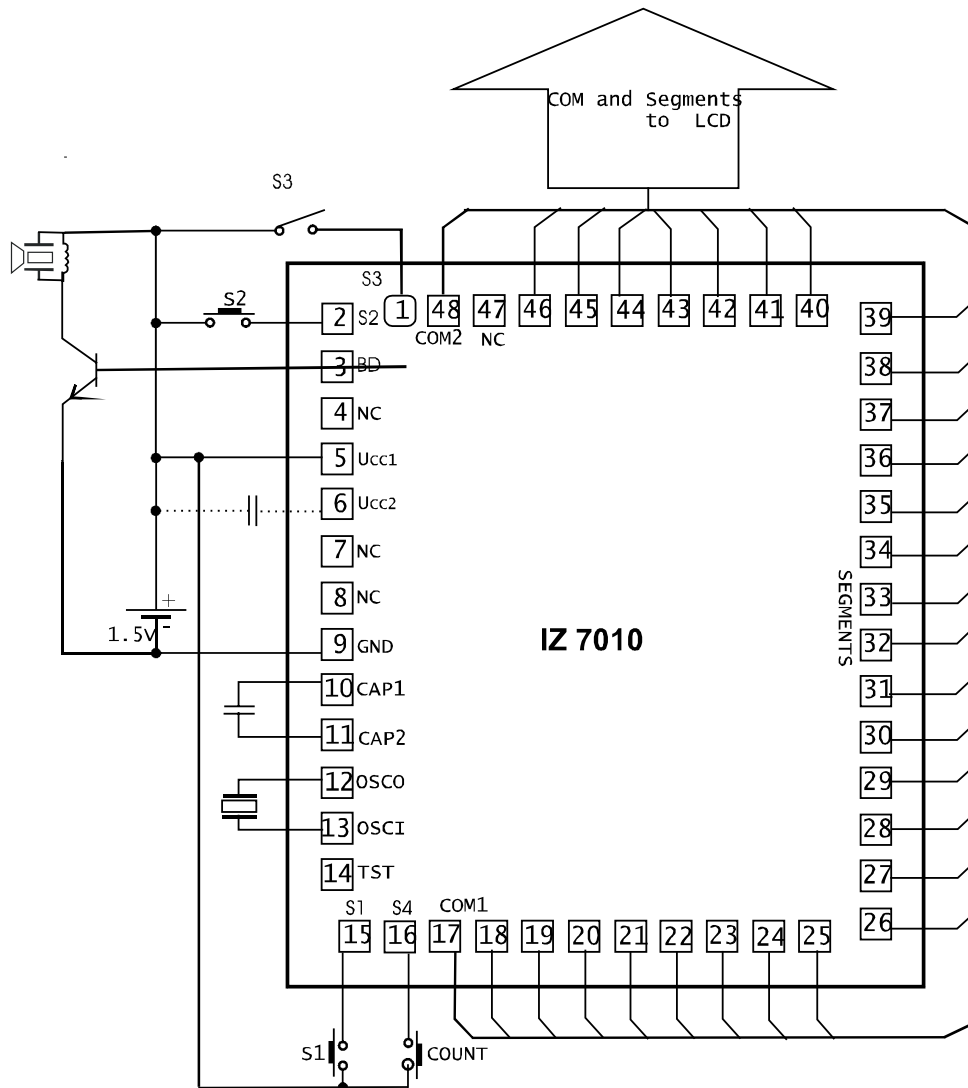 COM and Segments
to LCD
S3
S3
S2
2 S2 1 48 47 46 45 44 43 42 41 40 39
COM2 NC
3 BD 38
4 NC 37
5 Ucc1 36
6 Ucc2 35
7 NC 34
8 NC 33
SEGMENTS
+
1.5V -
9 GND 32
IZ 7010
10 CAP1 31
11 CAP2 30
12 OSCO 29
13 OSCI 28
14 TST 27
S1 S4 COM1
15 16 17 18 19 20 21 22 23 24 25 26
S1 COUNT